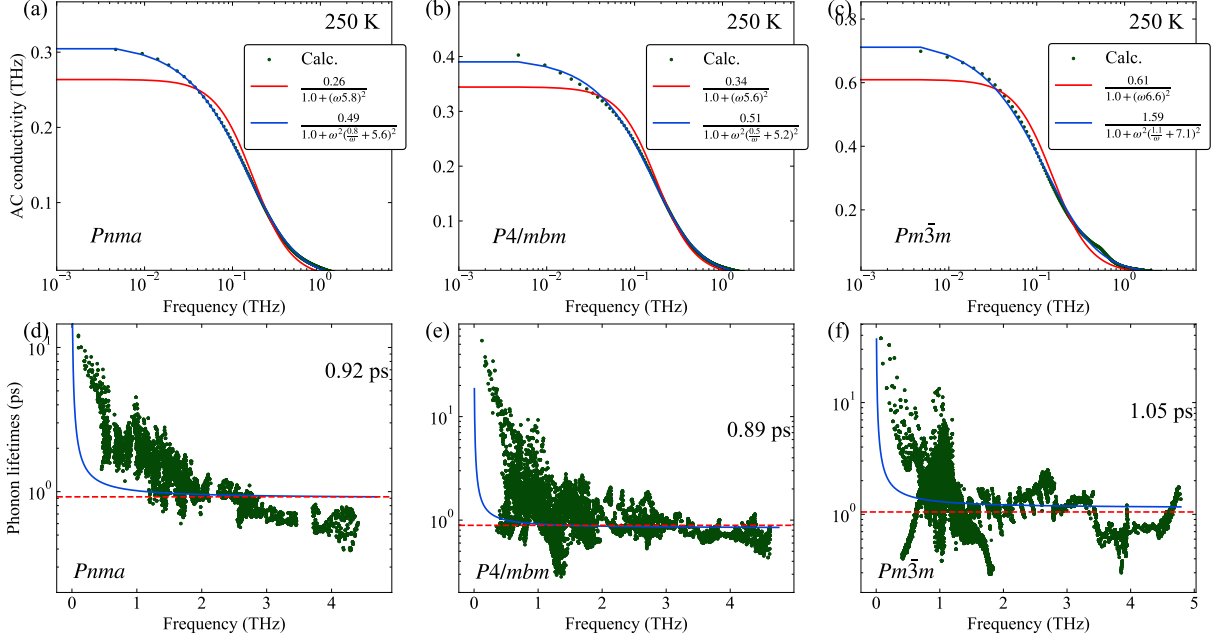 (a)
250 K
Calc.
0.26
1.0 + (ω5.8)²
0.49
1.0 + ω²(0.8/ω + 5.6)²
0.3
0.2
0.1
AC conductivity (THz)
Pnma
10⁻³ 10⁻² 10⁻¹ 10⁰
Frequency (THz)
(b)
250 K
Calc.
0.34
1.0 + (ω5.6)²
0.51
1.0 + ω²(0.5/ω + 5.2)²
0.4
0.3
0.2
0.1
P4/mbm
10⁻³ 10⁻² 10⁻¹ 10⁰
Frequency (THz)
(c)
250 K
Calc.
0.61
1.0 + (ω6.6)²
1.59
1.0 + ω²(1.1/ω + 7.1)²
0.8
0.6
0.4
0.2
Pm3̄m
10⁻³ 10⁻² 10⁻¹ 10⁰
Frequency (THz)
(d)
10¹
0.92 ps
10⁰
Phonon lifetimes (ps)
Pnma
0 1 2 3 4
Frequency (THz)
(e)
10¹
0.89 ps
10⁰
P4/mbm
0 1 2 3 4
Frequency (THz)
(f)
10¹
1.05 ps
10⁰
Pm3̄m
0 1 2 3 4 5
Frequency (THz)